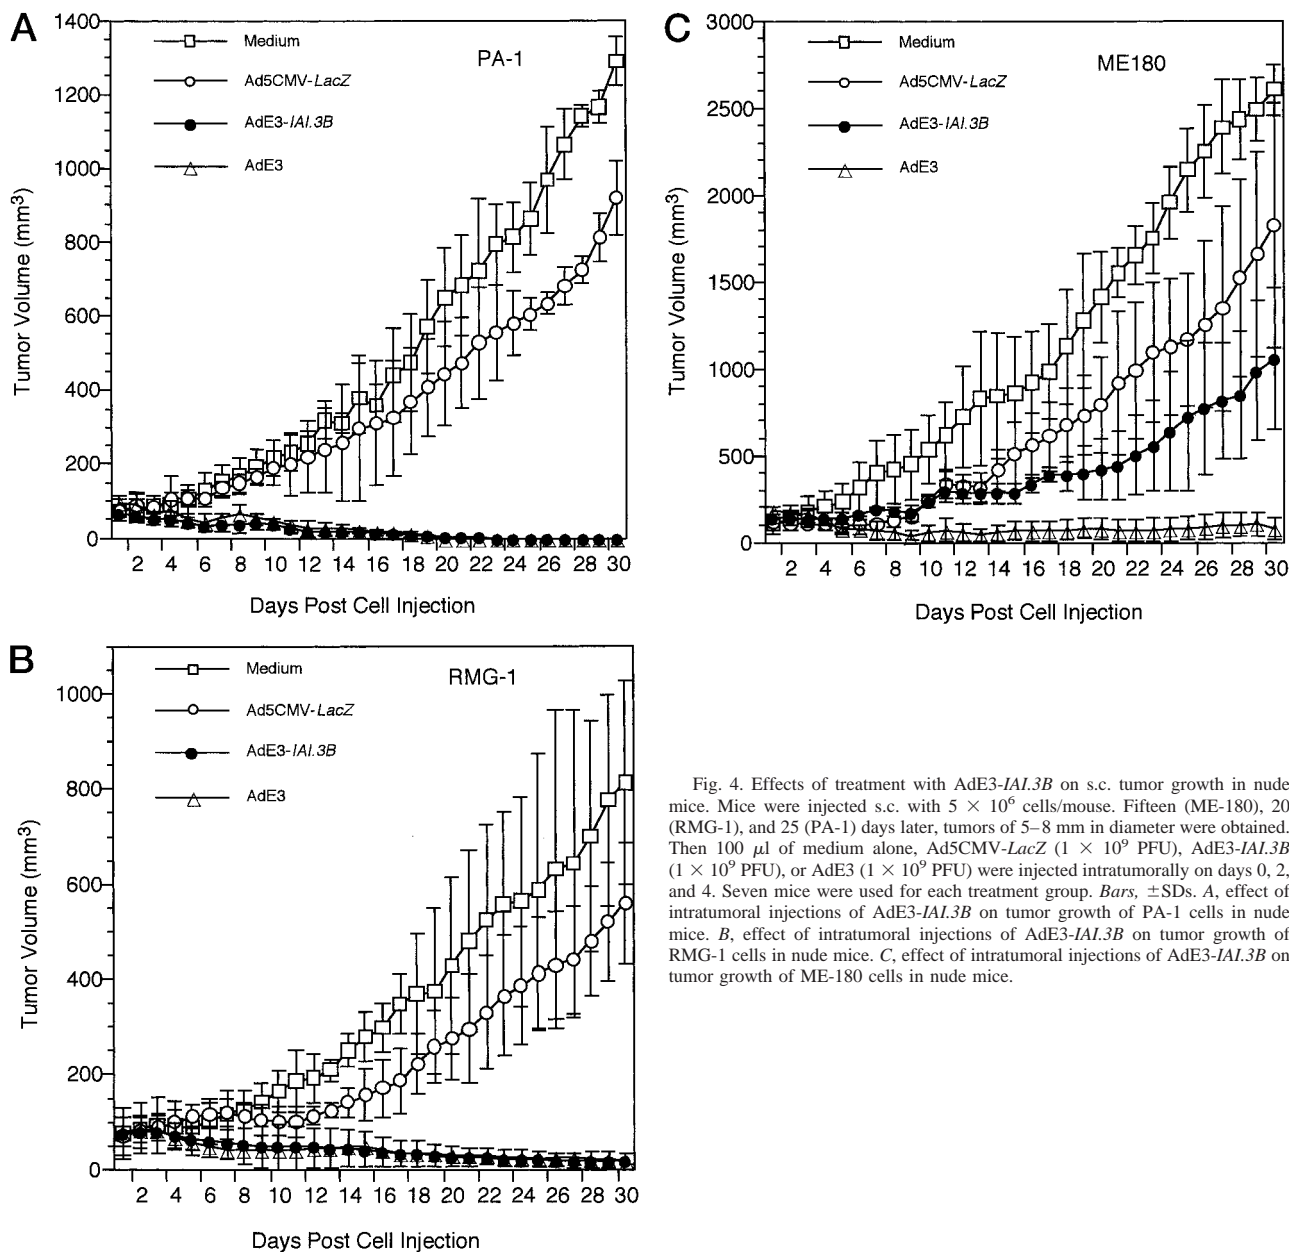 A
PA-1
Medium
Ad5CMV-LacZ
AdE3-IAI.3B
AdE3
1400
1200
1000
800
600
400
200
0
Tumor Volume (mm³)
2 4 6 8 10 12 14 16 18 20 22 24 26 28 30
Days Post Cell Injection
C
ME180
Medium
Ad5CMV-LacZ
AdE3-IAI.3B
AdE3
3000
2500
2000
1500
1000
500
0
Tumor Volume (mm³)
2 4 6 8 10 12 14 16 18 20 22 24 26 28 30
Days Post Cell Injection
B
RMG-1
Medium
Ad5CMV-LacZ
AdE3-IAI.3B
AdE3
1000
800
600
400
200
0
Tumor Volume (mm³)
2 4 6 8 10 12 14 16 18 20 22 24 26 28 30
Days Post Cell Injection
Fig. 4. Effects of treatment with AdE3-IAI.3B on s.c. tumor growth in nude
mice. Mice were injected s.c. with 5 × 10⁶ cells/mouse. Fifteen (ME-180), 20
(RMG-1), and 25 (PA-1) days later, tumors of 5–8 mm in diameter were obtained.
Then 100 μl of medium alone, Ad5CMV-LacZ (1 × 10⁹ PFU), AdE3-IAI.3B
(1 × 10⁹ PFU), or AdE3 (1 × 10⁹ PFU) were injected intratumorally on days 0, 2,
and 4. Seven mice were used for each treatment group. Bars, ±SDs. A, effect of
intratumoral injections of AdE3-IAI.3B on tumor growth of PA-1 cells in nude
mice. B, effect of intratumoral injections of AdE3-IAI.3B on tumor growth of
RMG-1 cells in nude mice. C, effect of intratumoral injections of AdE3-IAI.3B on
tumor growth of ME-180 cells in nude mice.